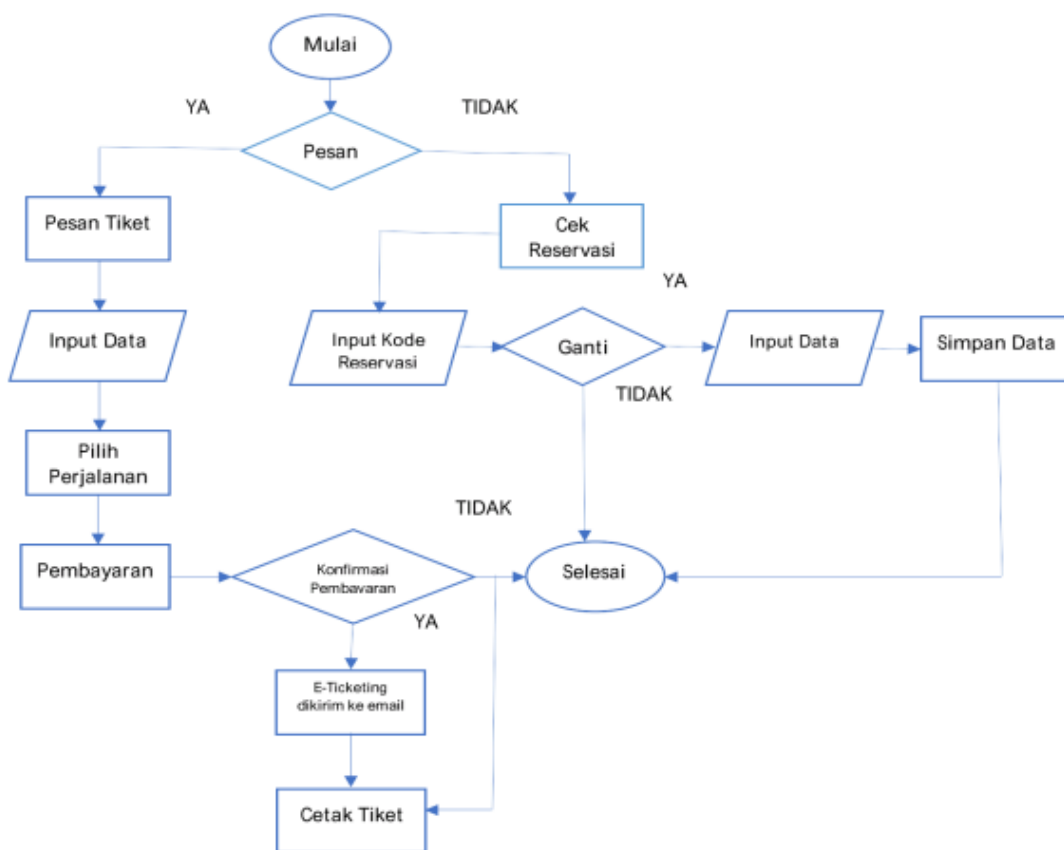 Mulai
YA
TIDAK
Pesan
Pesan Tiket
Cek
Reservasi
YA
Input Data
Input Kode
Reservasi
Ganti
Input Data
Simpan Data
TIDAK
Pilih
Perjalanan
TIDAK
Pembayaran
Konfirmasi
Pembavaran
Selesai
YA
E-Ticketing
dikirim ke email
Cetak Tiket